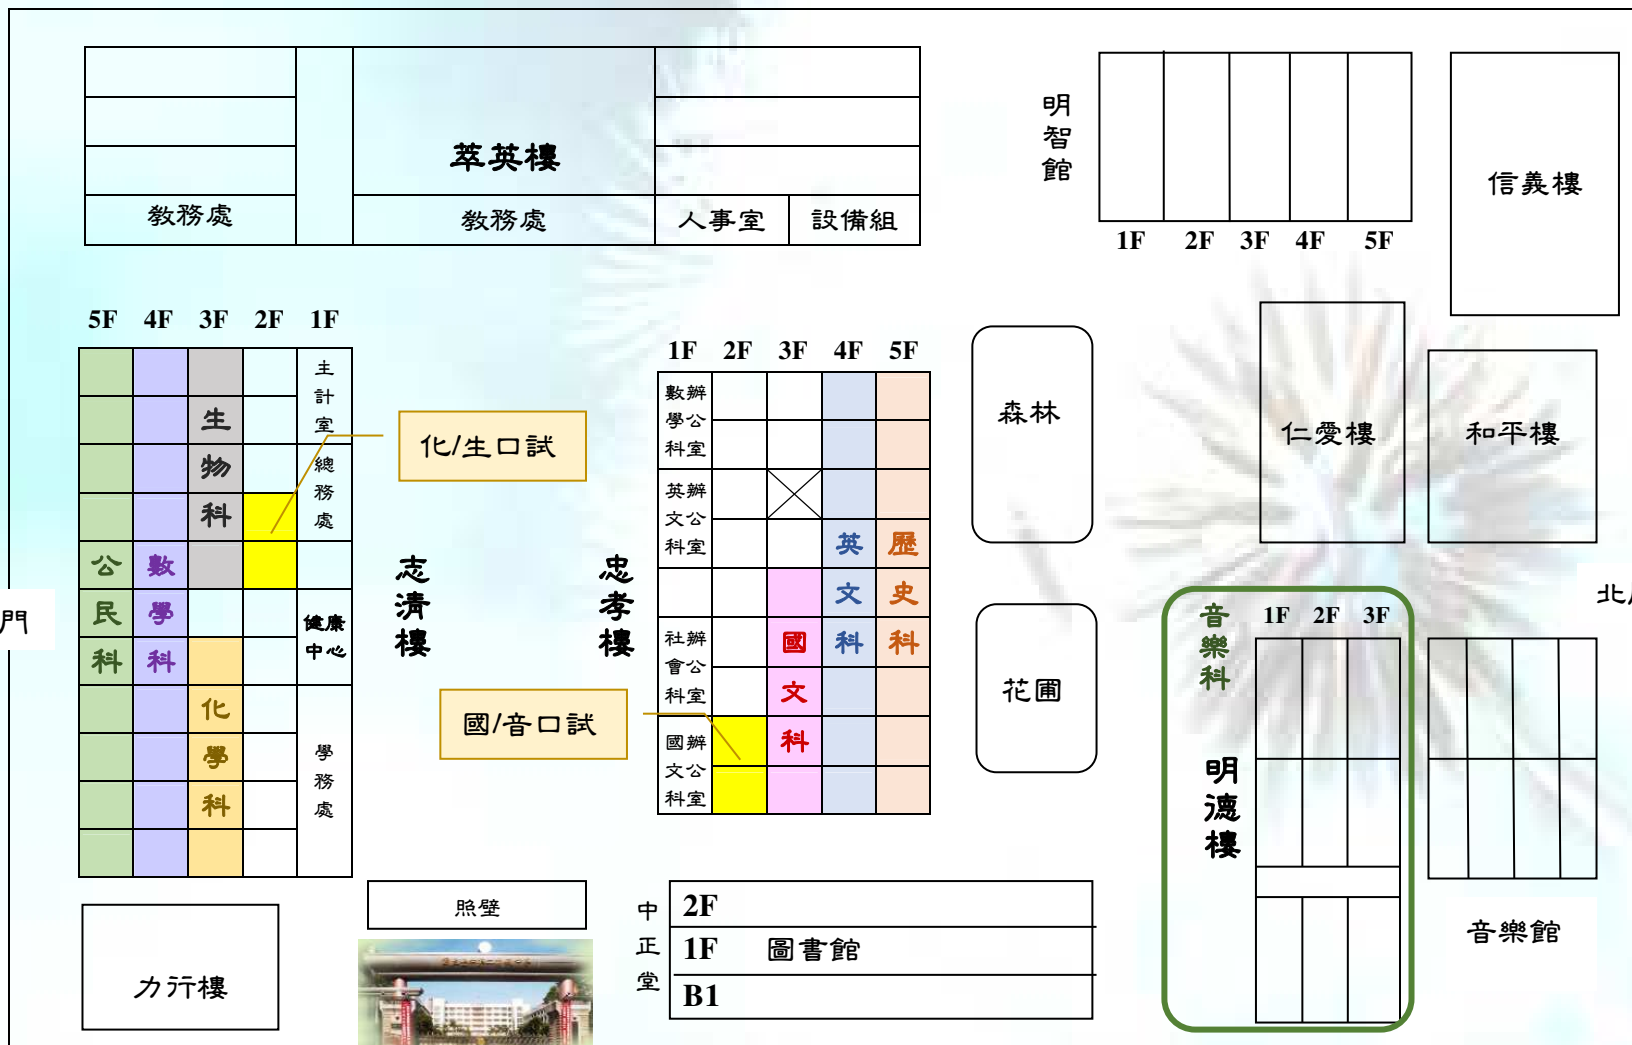 萃英樓
教務處
教務處
人事室
設備組
明智館
1F 2F 3F 4F 5F
信義樓
5F 4F 3F 2F 1F
主計室
總務處
健康中心
學務處
生物科
公民科
數學科
化學科
化/生口試
志清樓
忠孝樓
國/音口試
1F 2F 3F 4F 5F
數學科辦公室
英文科辦公室
社會科辦公室
國文科辦公室
國文科
英文科
歷史科
森林
花圃
仁愛樓
和平樓
門
音樂科
1F 2F 3F
明德樓
音樂館
力行樓
照壁
中正堂
2F
1F 圖書館
B1